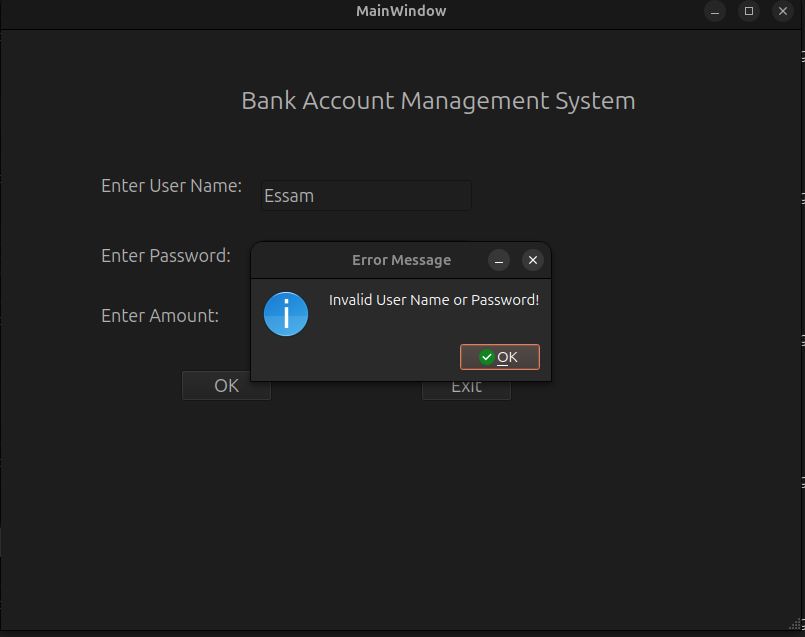 MainWindow
Bank Account Management System
Enter User Name:
Essam
Enter Password:
Error Message
Invalid User Name or Password!
Enter Amount:
OK
OK
Exit